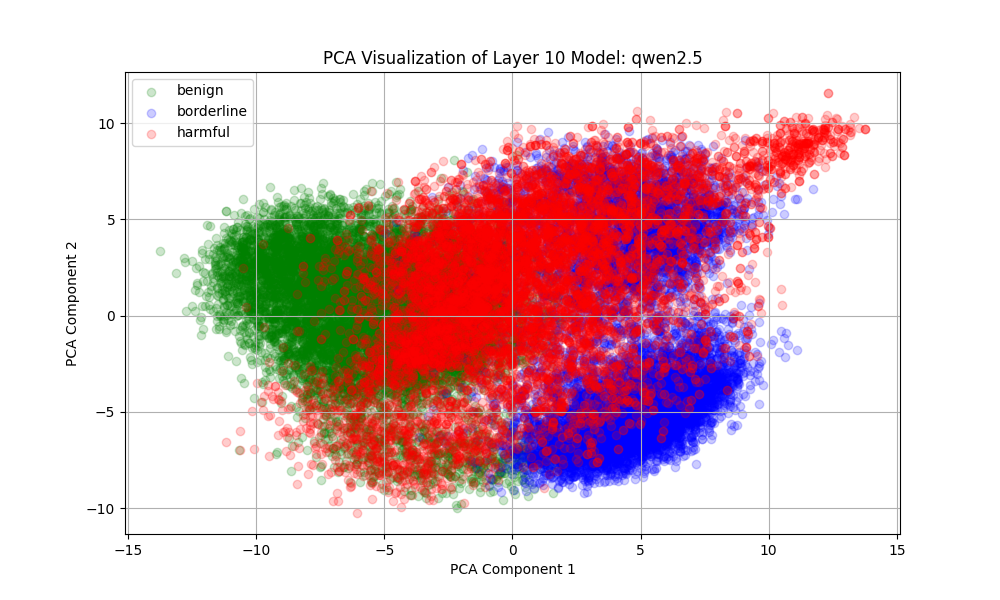 PCA Visualization of Layer 10 Model: qwen2.5
benign
borderline
harmful
10
5
0
−5
−10
PCA Component 2
−15
−10
−5
0
5
10
15
PCA Component 1